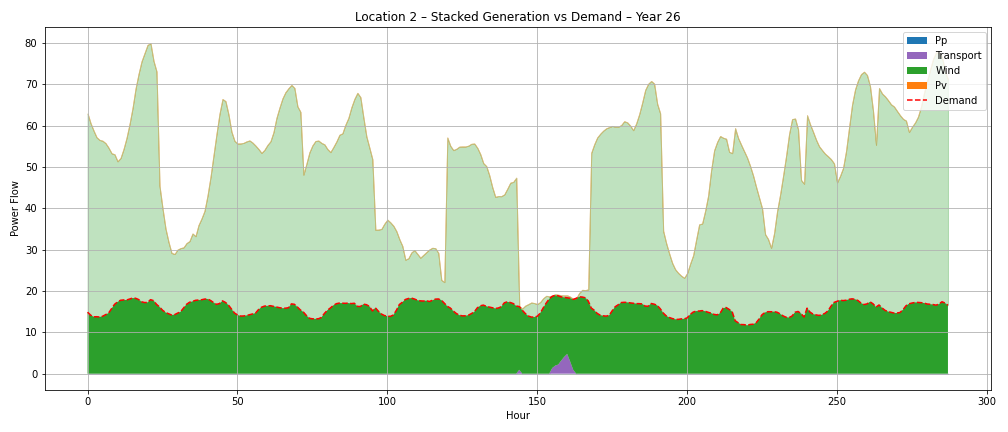 Location 2 – Stacked Generation vs Demand – Year 26
Power Flow
80
70
60
50
40
30
20
10
0
0 50 100 150 200 250 300
Hour
Pp
Transport
Wind
Pv
Demand